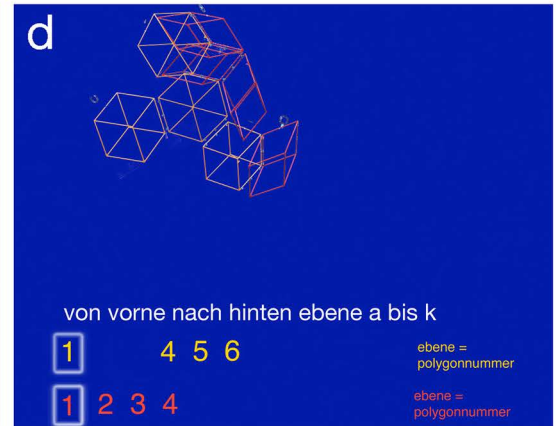 d
von vorne nach hinten ebene a bis k
1 4 5 6
ebene =
polygonnummer
1 2 3 4
ebene =
polygonnummer